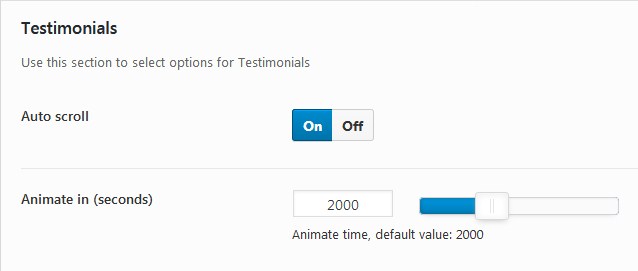 Testimonials
Use this section to select options for Testimonials
Auto scroll
On Off
Animate in (seconds)
2000
Animate time, default value: 2000